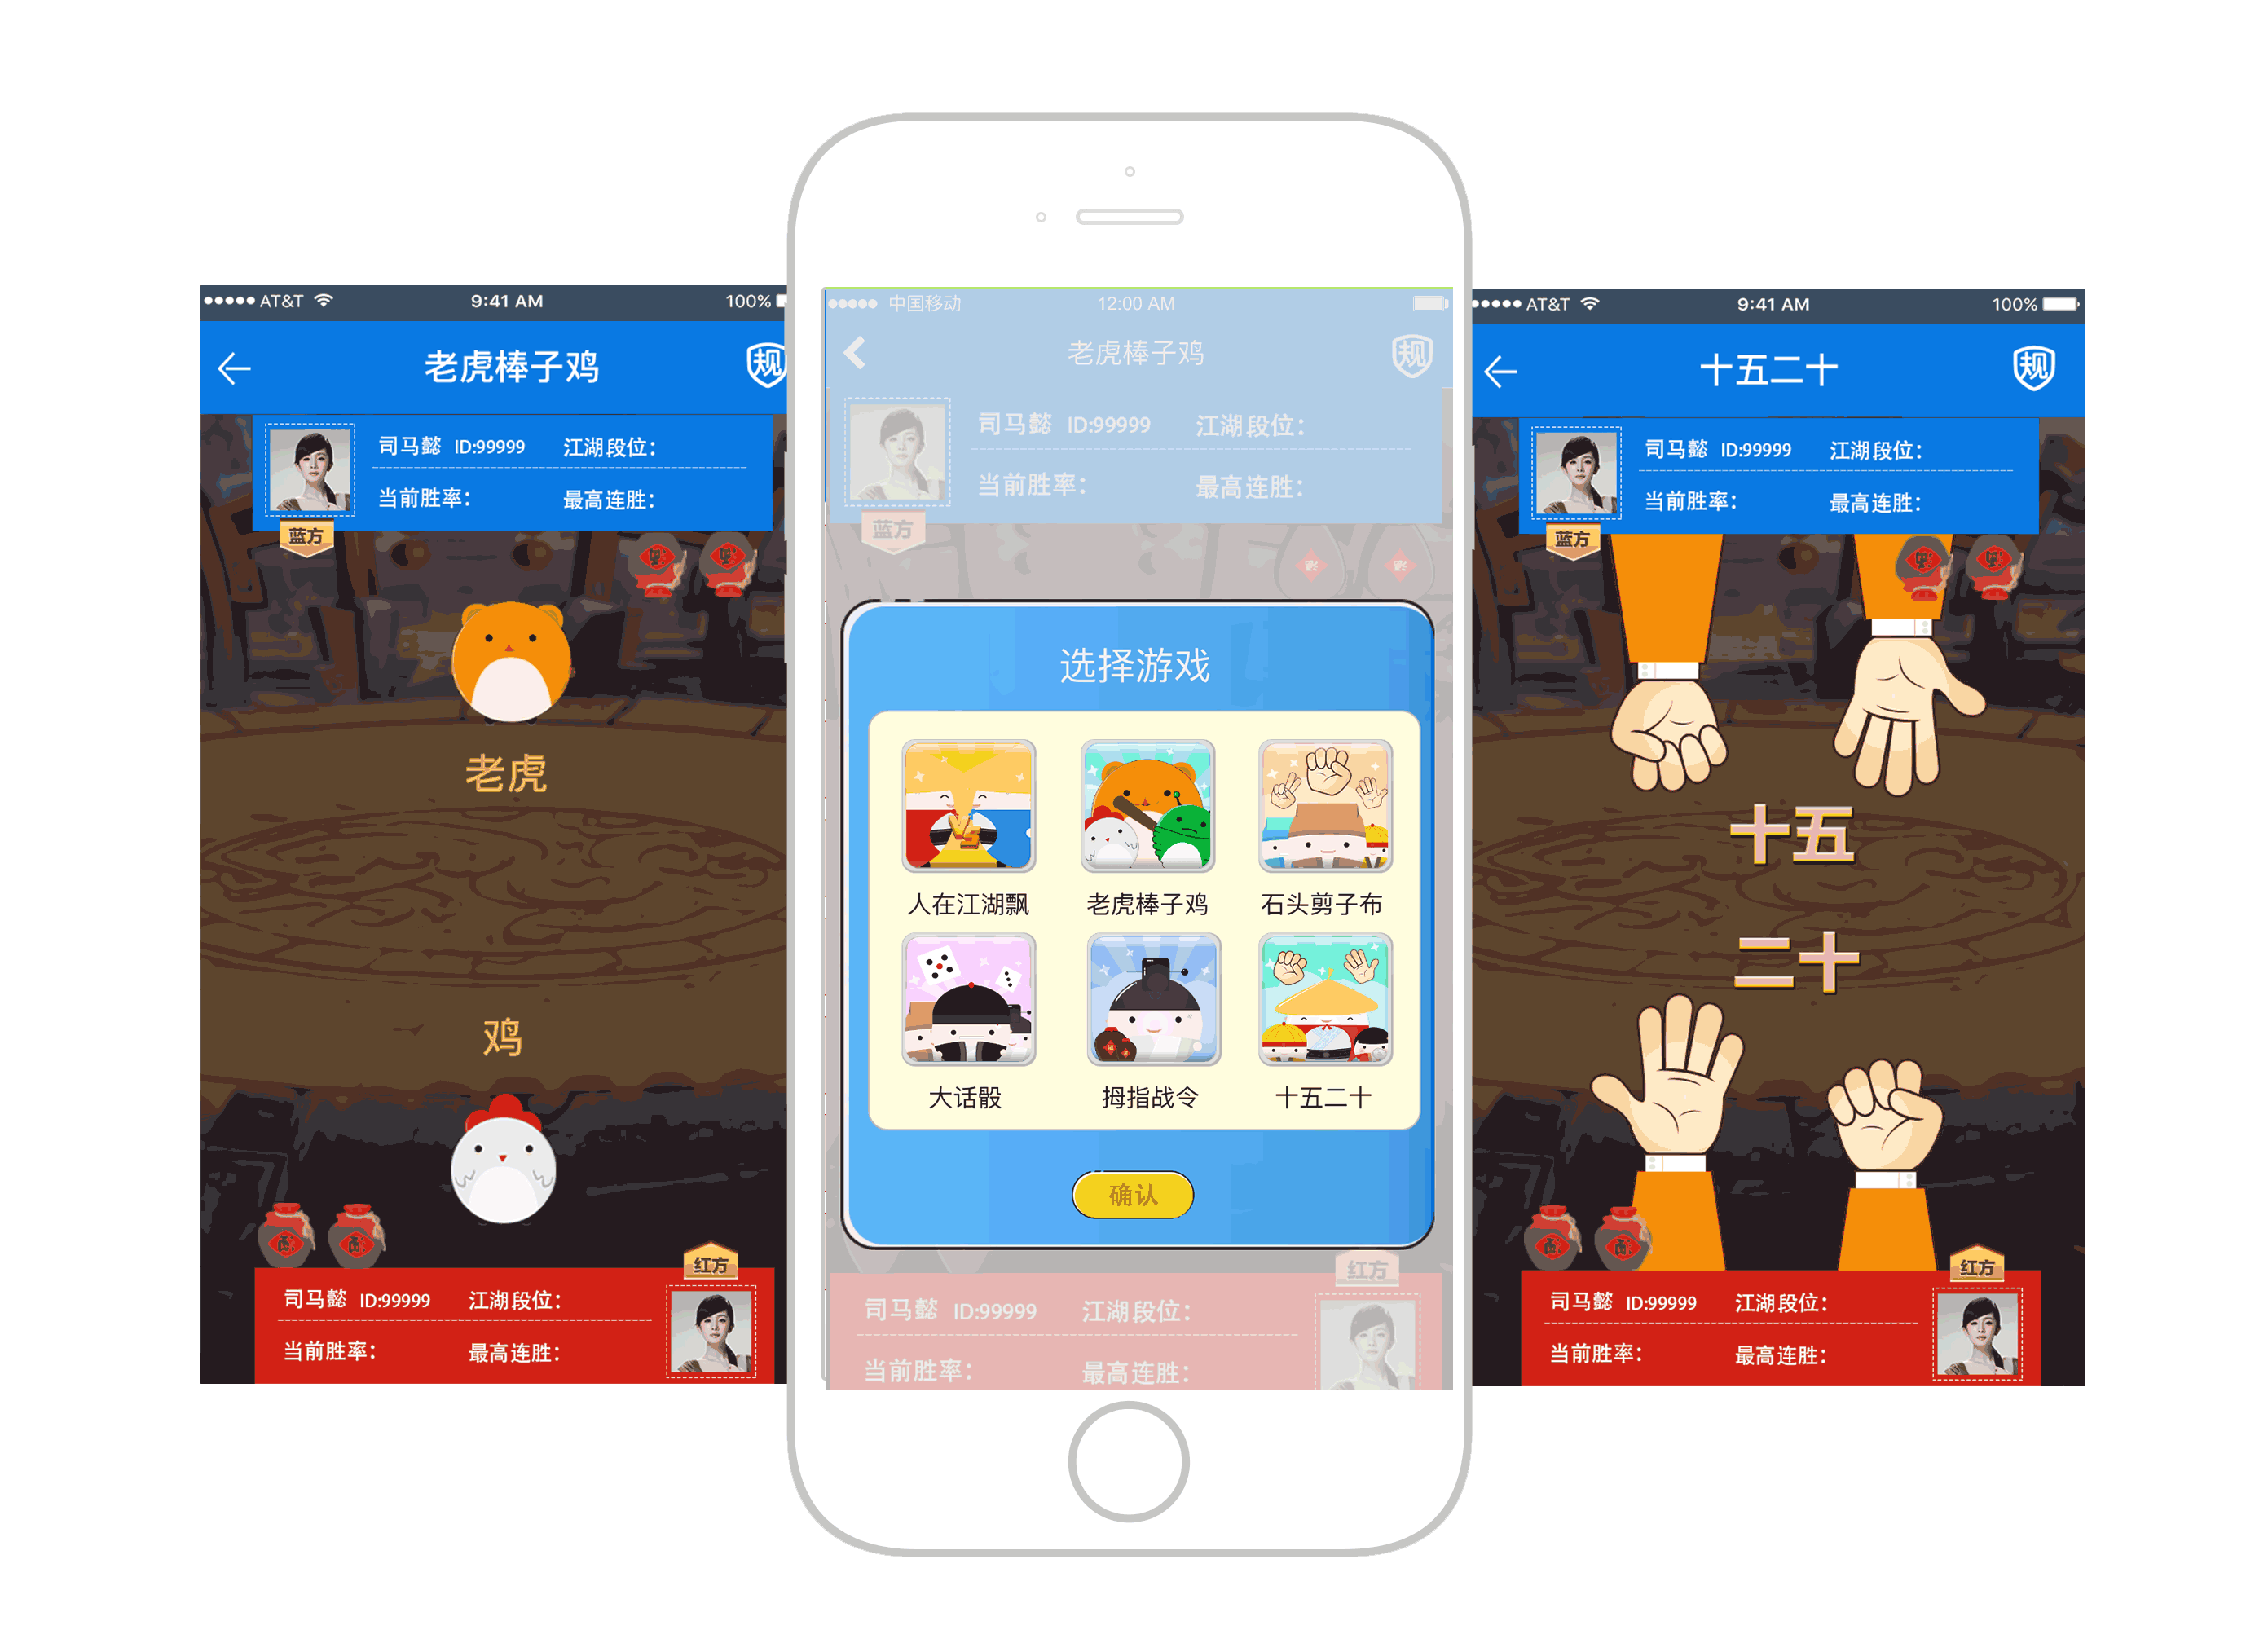 AT&T 9:41 AM 100%
老虎棒子鸡 规
司马懿 ID:99999 江湖段位:
当前胜率: 最高连胜:
蓝方
老虎
鸡
酒 酒
红方
司马懿 ID:99999 江湖段位:
当前胜率: 最高连胜:
中国移动 12:00 AM
老虎棒子鸡 规
司马懿 ID:99999 江湖段位:
当前胜率: 最高连胜:
蓝方
选择游戏
VS
人在江湖飘 老虎棒子鸡 石头剪子布
大话骰 拇指战令 十五二十
确认
红方
司马懿 ID:99999 江湖段位:
当前胜率: 最高连胜:
AT&T 9:41 AM 100%
十五二十 规
司马懿 ID:99999 江湖段位:
当前胜率: 最高连胜:
蓝方
十五
二十
酒 酒
红方
司马懿 ID:99999 江湖段位:
当前胜率: 最高连胜: